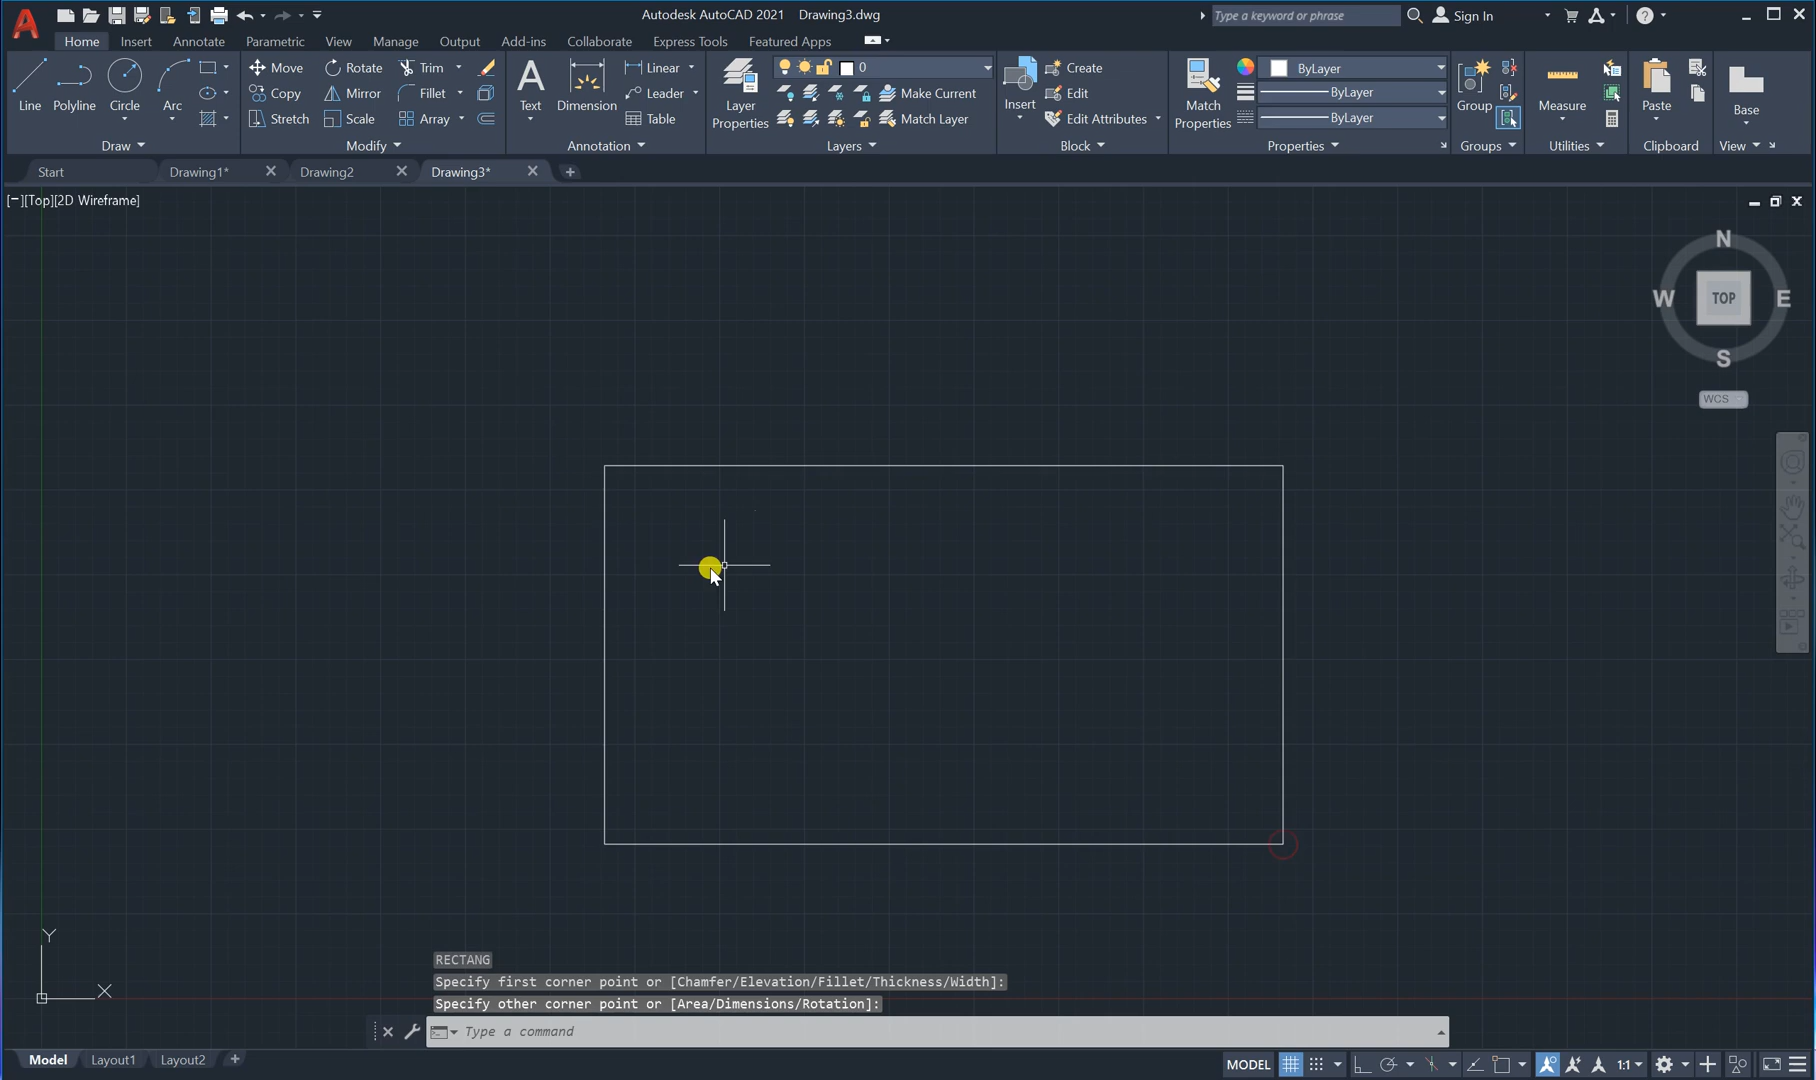 Autodesk AutoCAD 2021 Drawing3.dwg
Type a keyword or phrase
Sign In
Home Insert Annotate Parametric View Manage Output Add-ins Collaborate Express Tools Featured Apps
Line Polyline Circle Arc
Move Rotate Trim
Copy Mirror Fillet
Stretch Scale Array
Text Dimension
Linear
Leader
Table
Layer Properties
0
Make Current
Match Layer
Insert
Create
Edit
Edit Attributes
Match Properties
ByLayer
ByLayer
ByLayer
Group
Measure
Paste
Base
Draw Modify Annotation Layers Block Properties Groups Utilities Clipboard View
Start Drawing1* Drawing2 Drawing3*
[−][Top][2D Wireframe]
N
W TOP E
S
WCS
Y
X
RECTANG
Specify first corner point or [Chamfer/Elevation/Fillet/Thickness/Width]:
Specify other corner point or [Area/Dimensions/Rotation]:
Type a command
Model Layout1 Layout2
MODEL 1:1